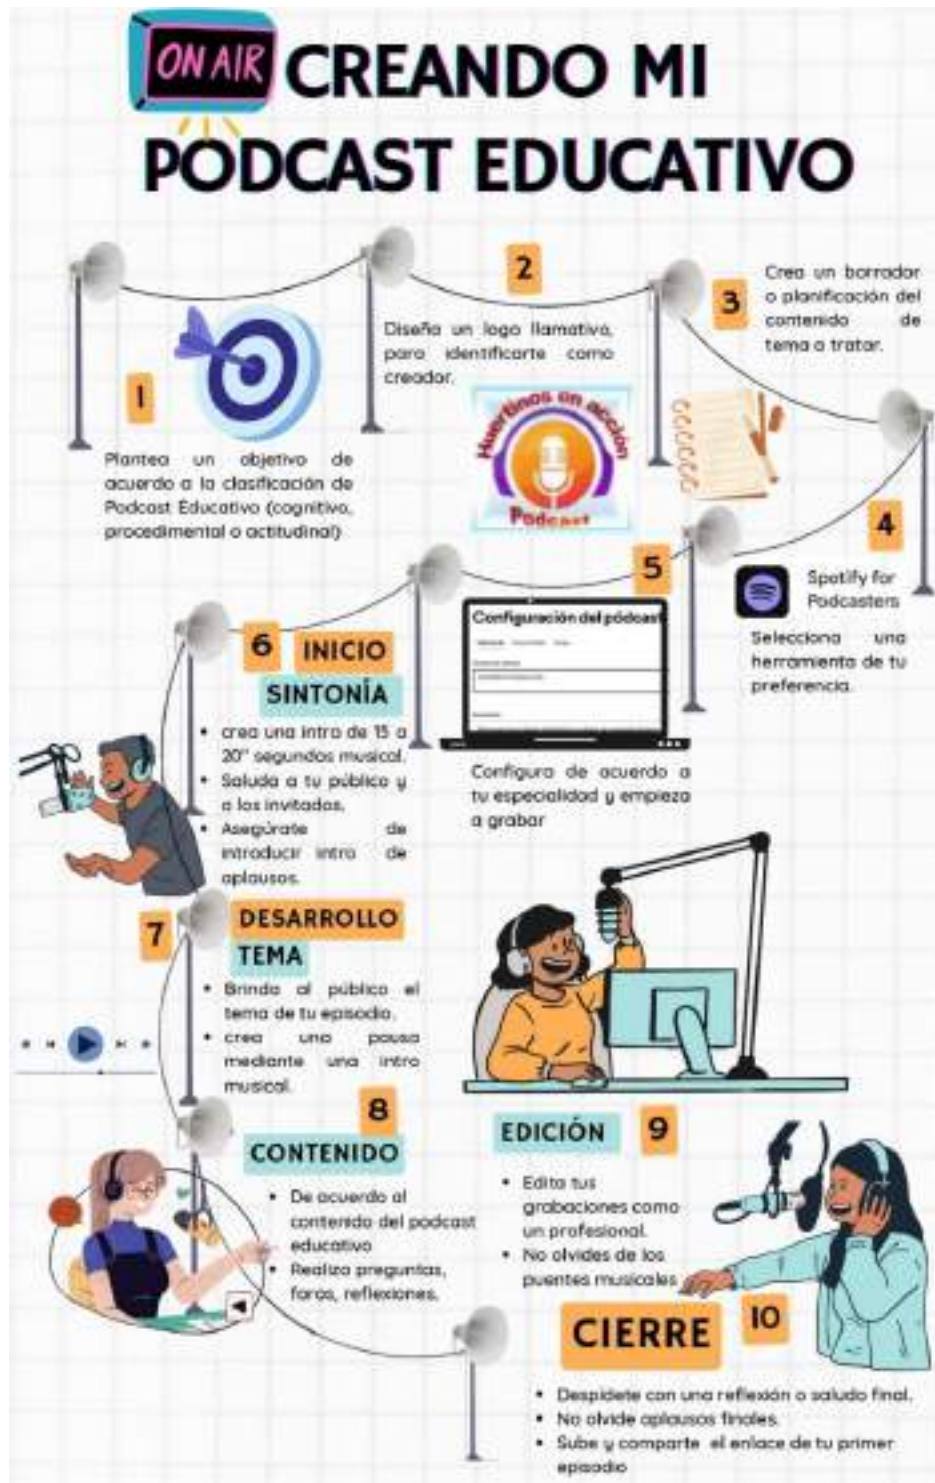 ON AIR
CREANDO MI
PODCAST EDUCATIVO
1
Plantea un objetivo de
acuerdo a la clasificación de
Podcast Educativo (cognitivo,
procedimental o actitudinal)
2
Diseña un logo llamativo,
para identificarte como
creador.
Huertinos en acción
Podcast
3
Crea un borrador
o planificación del
contenido de
tema a tratar.
4
Spotify for
Podcasters
Selecciona una
herramienta de tu
preferencia.
5
Configuración del pódcast
Configura de acuerdo a
tu especialidad y empieza
a grabar
6
INICIO
SINTONÍA
• crea una intro de 15 a
20" segundos musical.
• Saluda a tu público y
a los invitados.
• Asegúrate de
introducir intro de
aplausos.
7
DESARROLLO
TEMA
• Brinda al público el
tema de tu episodio.
• crea una pausa
mediante una intro
musical.
8
CONTENIDO
• De acuerdo al
contenido del podcast
educativo
• Realiza preguntas,
foros, reflexiones.
EDICIÓN
9
• Edita tus
grabaciones como
un profesional.
• No olvides de los
puentes musicales
CIERRE
10
• Despídete con una reflexión o saludo final.
• No olvide aplausos finales.
• Sube y comparte el enlace de tu primer
episodio